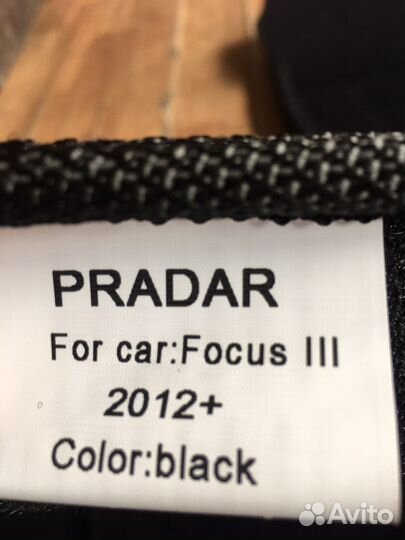 PRADAR
For car:Focus III
2012+
Color:black
Avito